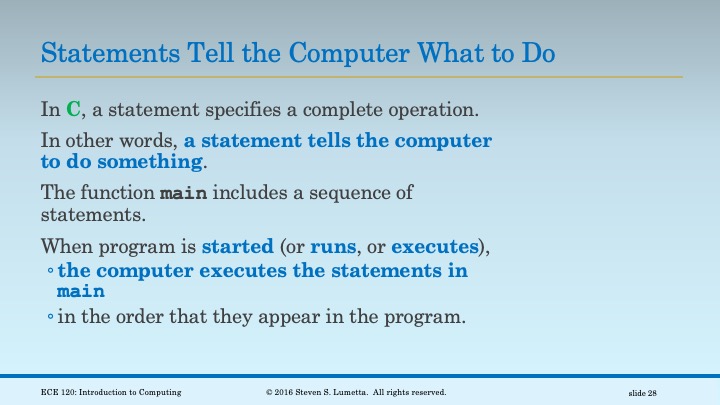 Statements Tell the Computer What to Do
In C, a statement specifies a complete operation.
In other words, a statement tells the computer
to do something.
The function main includes a sequence of
statements.
When program is started (or runs, or executes),
◦the computer executes the statements in
main
◦in the order that they appear in the program.
ECE 120: Introduction to Computing © 2016 Steven S. Lumetta. All rights reserved. slide 28